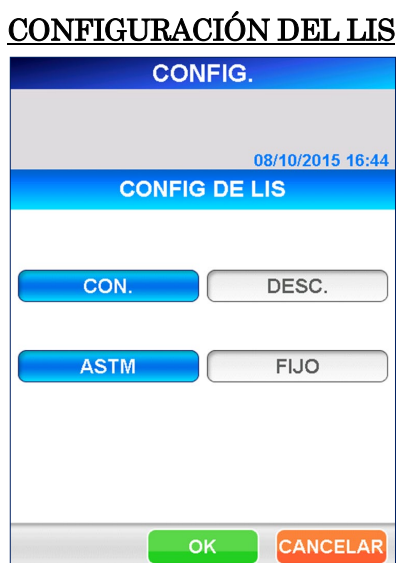 CONFIGURACIÓN DEL LIS
CONFIG.
08/10/2015 16:44
CONFIG DE LIS
CON. DESC.
ASTM FIJO
OK CANCELAR